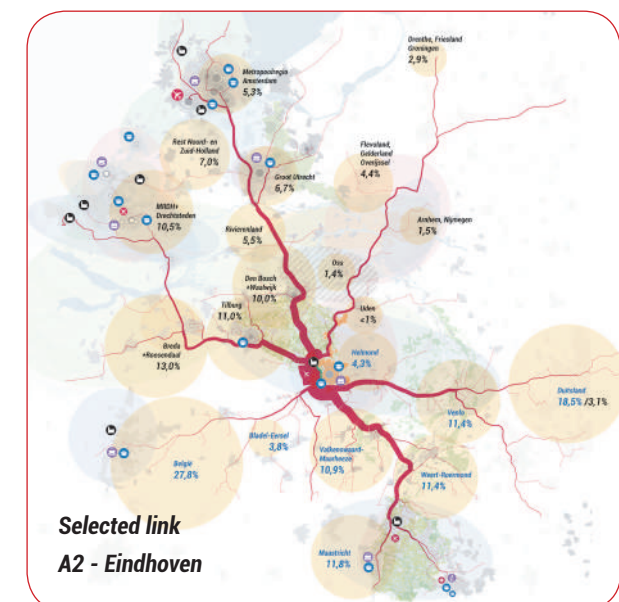 Drenthe, Friesland
Groningen
2,9%
Metropoolregio
Amsterdam
5,3%
Rest Noord- en
Zuid-Holland
7,0%
Groot Utrecht
6,7%
Flevoland,
Gelderland
Overijssel
4,4%
MRDH+
Drechtsteden
10,5%
Arnhem, Nijmegen
1,5%
Rivierenland
5,5%
Oss
1,4%
Den Bosch
+Waalwijk
10,0%
Tilburg
11,0%
Uden
<1%
Breda
+Roosendaal
13,0%
Helmond
4,3%
Duitsland
18,5% /3,1%
Venlo
11,4%
Bladel-Eersel
3,8%
Valkenswaard-
Maarheeze
10,9%
België
27,8%
Weert-Roermond
11,4%
Maastricht
11,8%
Selected link
A2 - Eindhoven